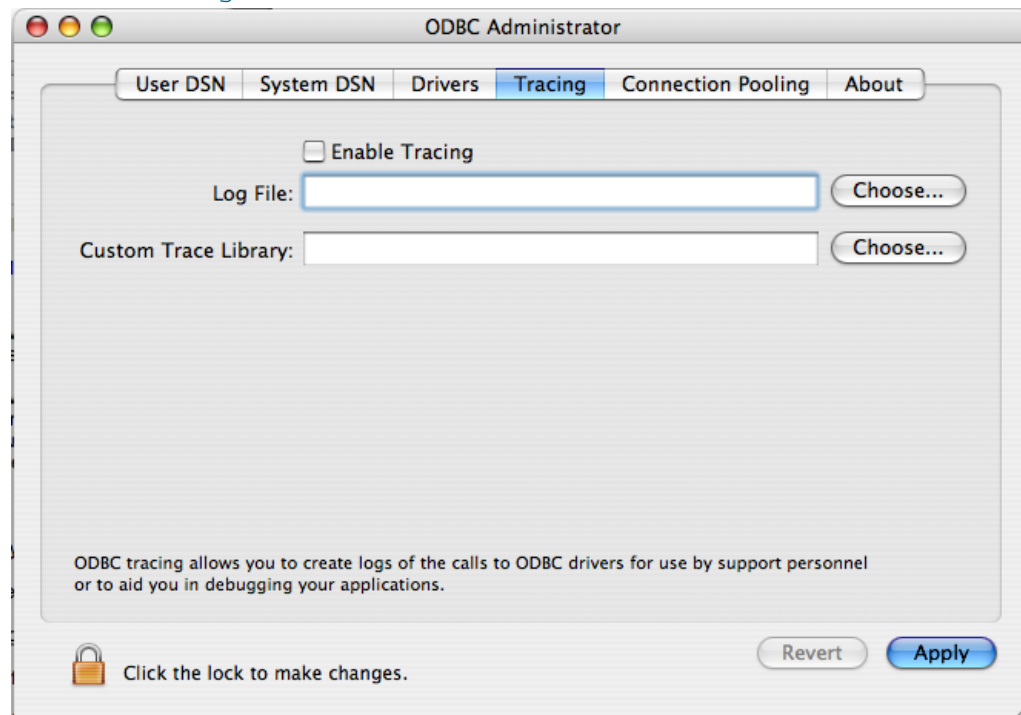 ODBC Administrator
User DSN System DSN Drivers Tracing Connection Pooling About
Enable Tracing
Log File: Choose...
Custom Trace Library: Choose...
ODBC tracing allows you to create logs of the calls to ODBC drivers for use by support personnel
or to aid you in debugging your applications.
Revert Apply
Click the lock to make changes.